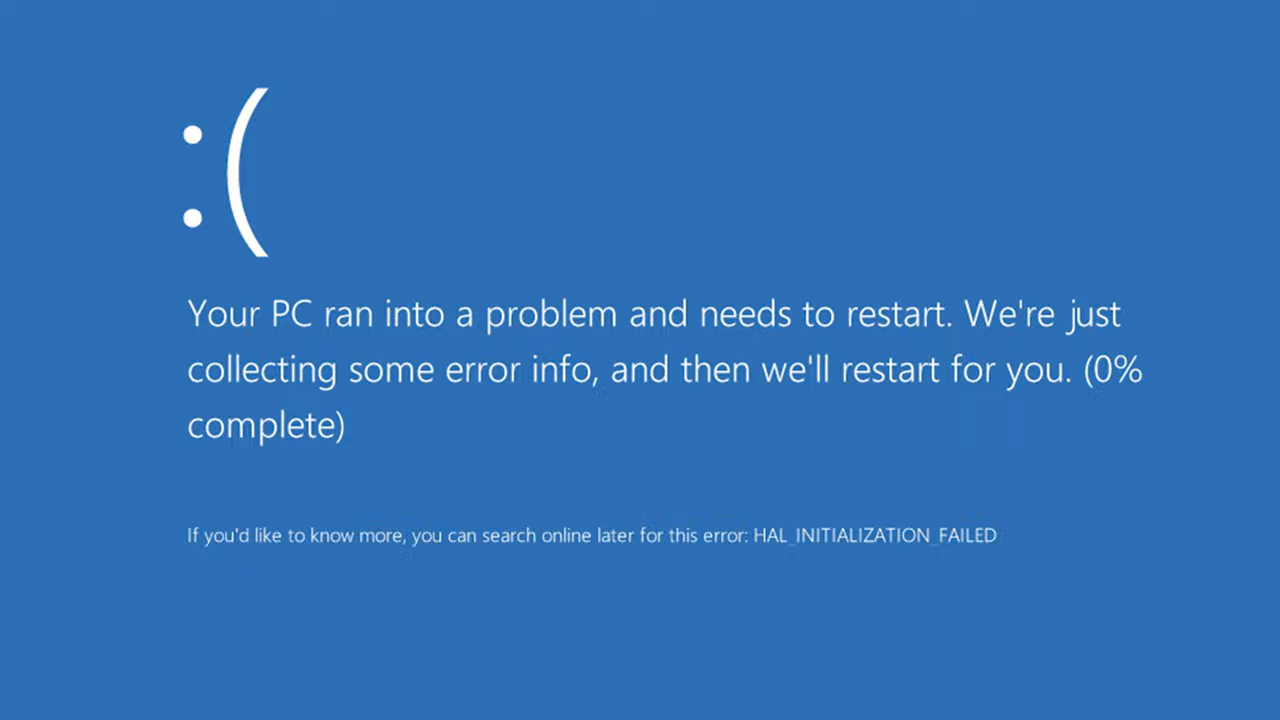 :(
Your PC ran into a problem and needs to restart. We're just
collecting some error info, and then we'll restart for you. (0%
complete)
If you'd like to know more, you can search online later for this error: HAL_INITIALIZATION_FAILED